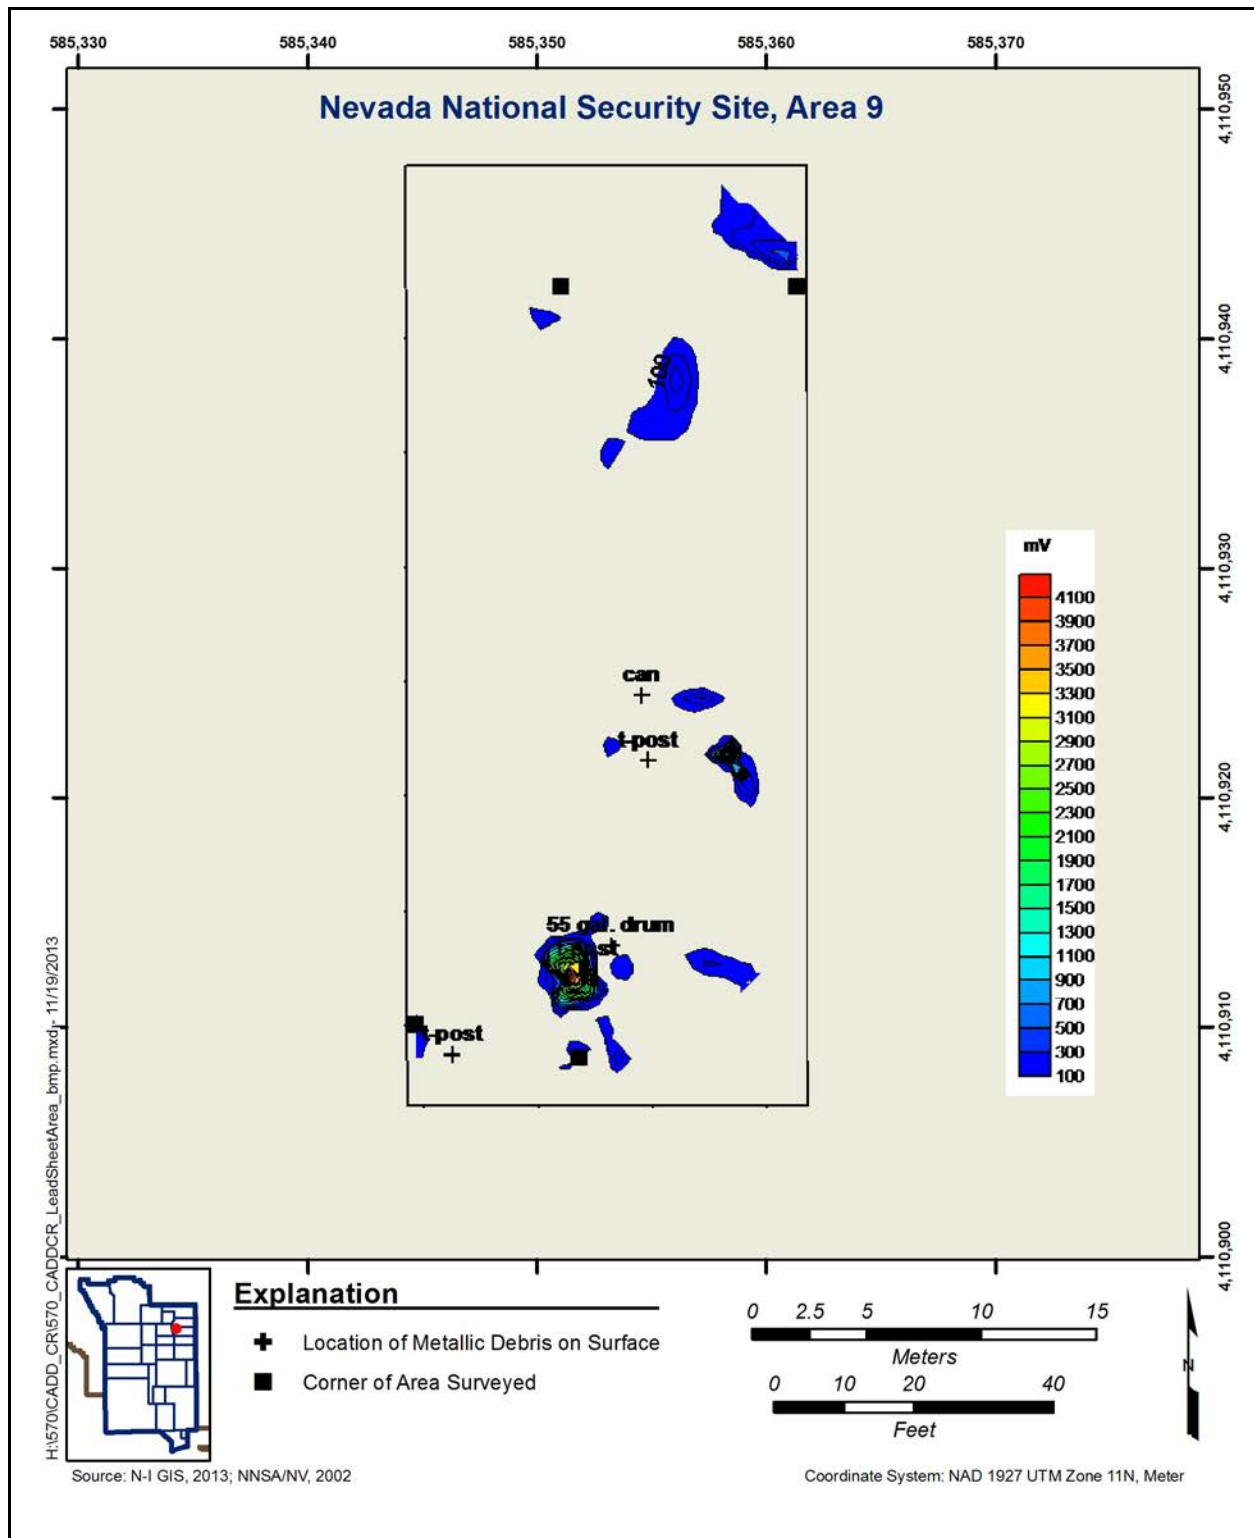 585,330 585,340 585,350 585,360 585,370
Nevada National Security Site, Area 9
4,110,950
4,110,940
100
4,110,930
mV
4100
3900
3700
3500
3300
3100
2900
2700
2500
2300
2100
1900
1700
1500
1300
1100
900
700
500
300
100
can
t-post
4,110,920
55 gal. drum
4,110,910
t-post
4,110,900
H:\570\CADD_CR\570_CADDCR_LeadSheetArea_bmp.mxd - 11/19/2013
Explanation
Location of Metallic Debris on Surface
Corner of Area Surveyed
0 2.5 5 10 15
Meters
0 10 20 40
Feet
N
Source: N-I GIS, 2013; NNSA/NV, 2002
Coordinate System: NAD 1927 UTM Zone 11N, Meter